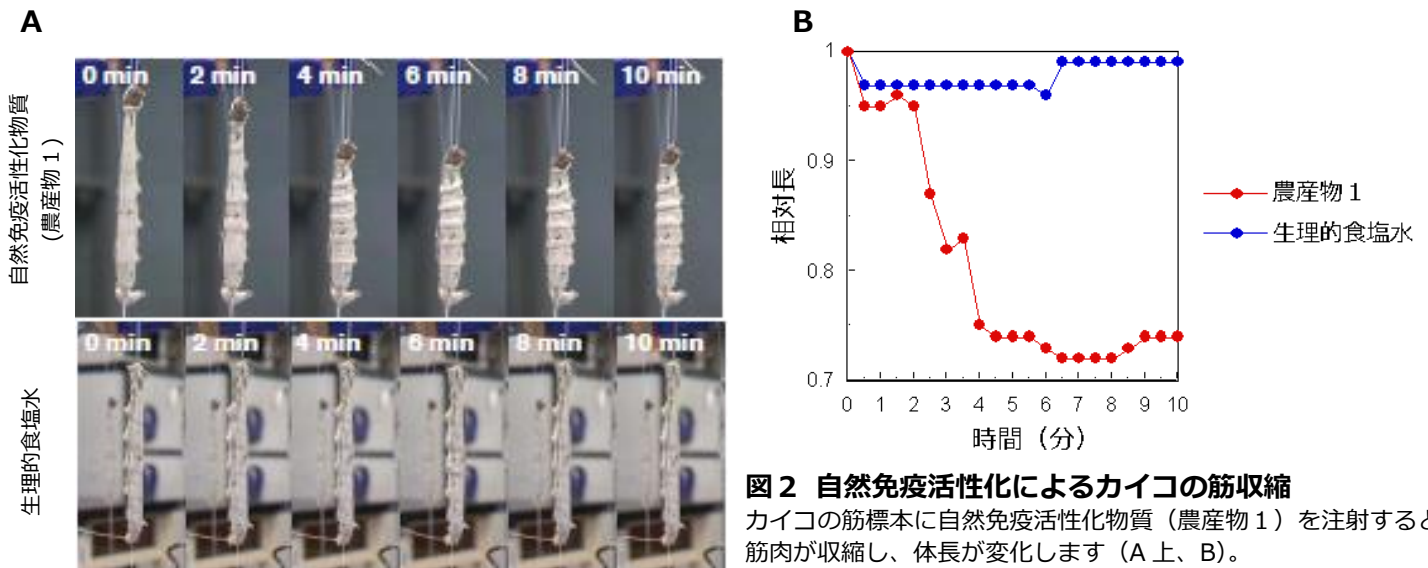 A
自然免疫活性化物質
(農産物1)
0 min 2 min 4 min 6 min 8 min 10 min
生理的食塩水
0 min 2 min 4 min 6 min 8 min 10 min
B
相対長
1
0.9
0.8
0.7
0 1 2 3 4 5 6 7 8 9 10
時間(分)
農産物1
生理的食塩水
図2 自然免疫活性化によるカイコの筋収縮
カイコの筋標本に自然免疫活性化物質(農産物1)を注射すると
筋肉が収縮し、体長が変化します(A 上、B)。